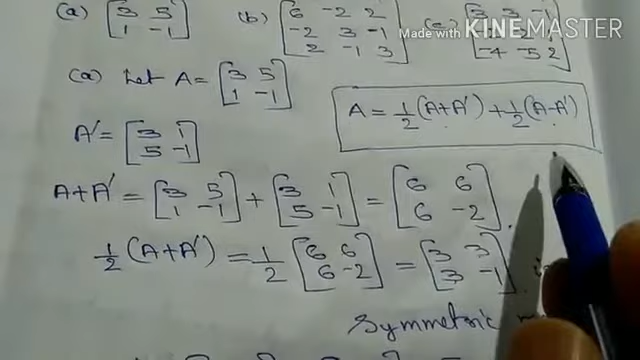 (a) [3 5 (b) [6 -2 2 (c) [3 3 -1
1 -1] -2 3 -1 -2 1
2 -1 3] -4 -5 2]
Made with KINEMASTER
(a) Let A = [3 5
1 -1]
A = 1/2 (A+A') + 1/2 (A-A')
A' = [3 1
5 -1]
A+A' = [3 5 + [3 1 = [6 6
1 -1] 5 -1] 6 -2].
1/2 (A+A') = 1/2 [6 6 = [3 3
6 -2] 3 -1].
Symmetric